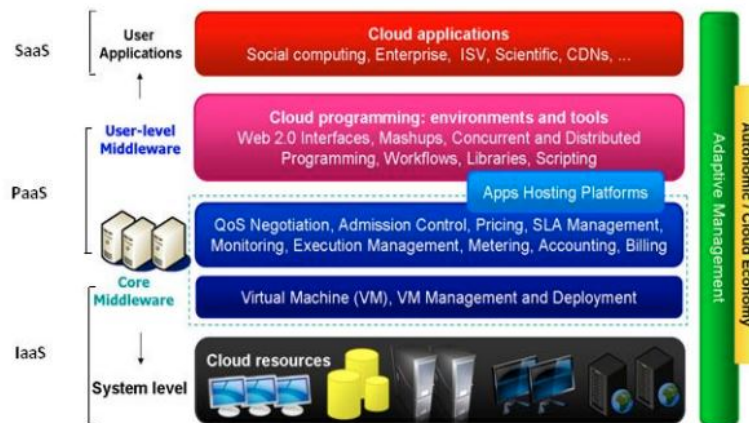 SaaS
User
Applications
Cloud applications
Social computing, Enterprise, ISV, Scientific, CDNs, ...
PaaS
User-level
Middleware
Cloud programming: environments and tools
Web 2.0 Interfaces, Mashups, Concurrent and Distributed
Programming, Workflows, Libraries, Scripting
Apps Hosting Platforms
QoS Negotiation, Admission Control, Pricing, SLA Management,
Monitoring, Execution Management, Metering, Accounting, Billing
Core
Middleware
Virtual Machine (VM), VM Management and Deployment
IaaS
System level
Cloud resources
Adaptive Management
Autonomic / Cloud Economy